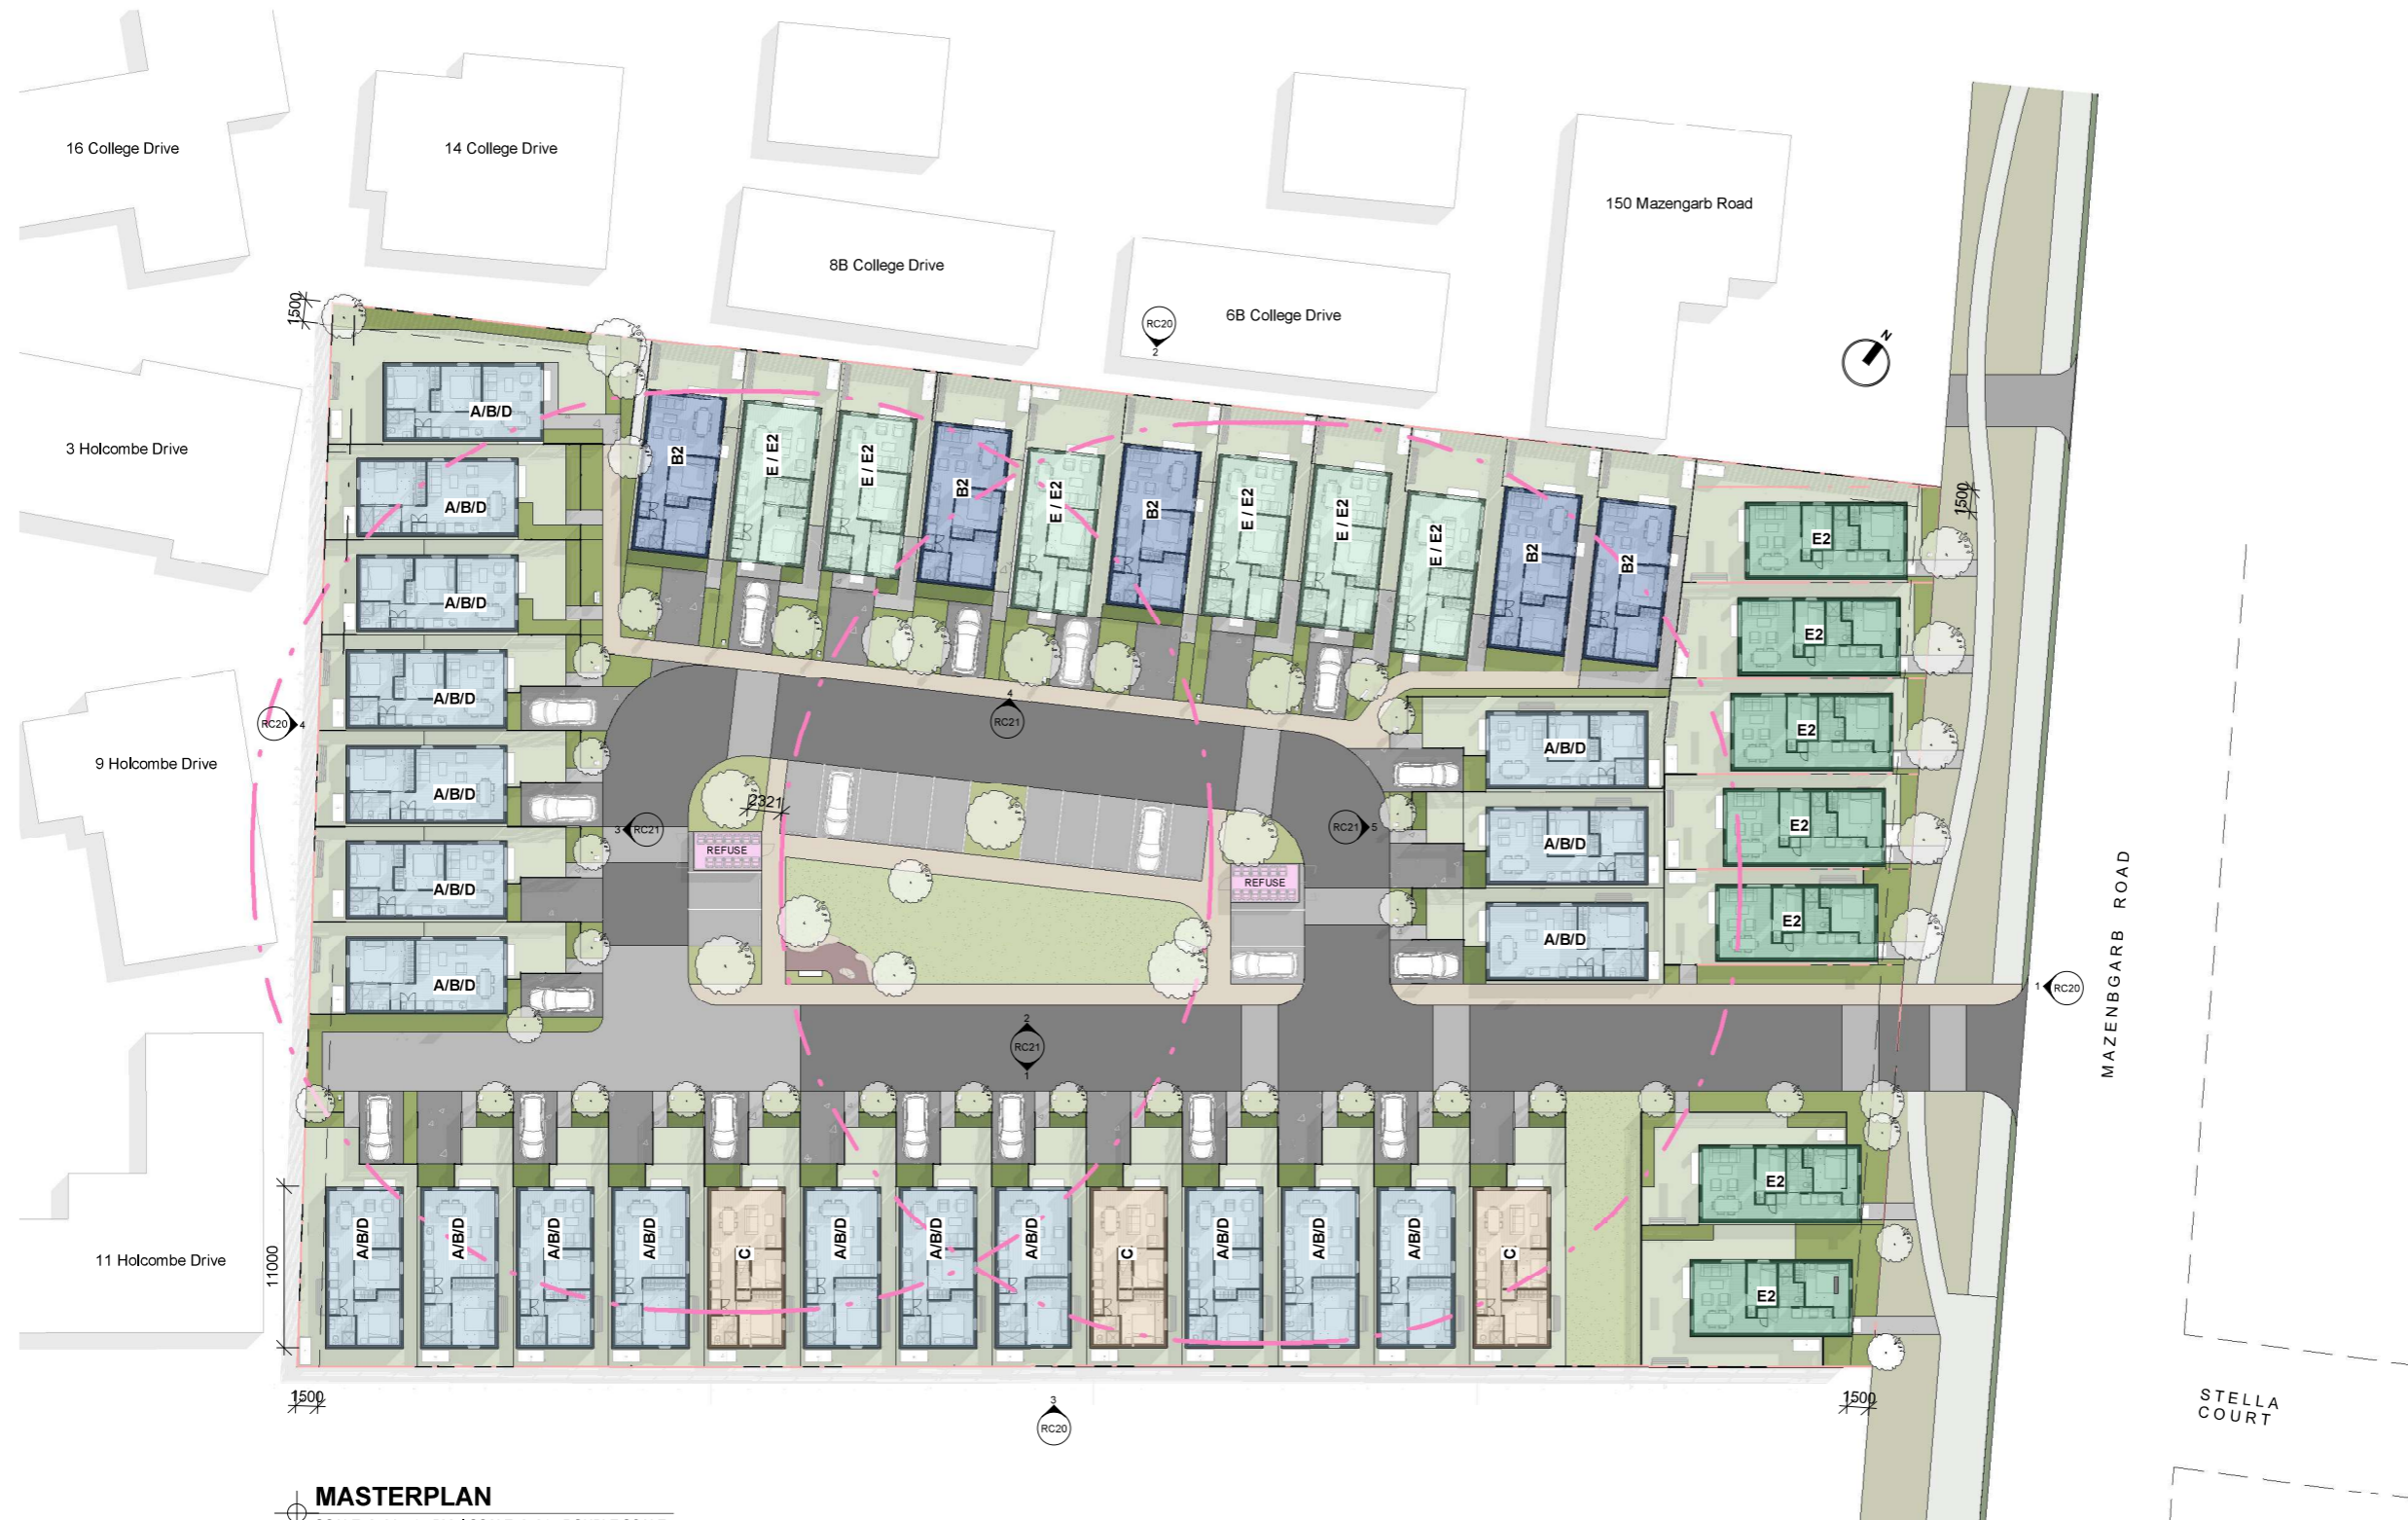 16 College Drive
14 College Drive
8B College Drive
6B College Drive
150 Mazengarb Road
3 Holcombe Drive
9 Holcombe Drive
11 Holcombe Drive
1500
RC20
2
N
1500
A/B/D
A/B/D
A/B/D
A/B/D
A/B/D
A/B/D
A/B/D
B2
E / E2
E / E2
B2
E / E2
B2
E / E2
E / E2
E / E2
B2
B2
E2
E2
E2
E2
E2
A/B/D
A/B/D
A/B/D
RC20
4
4
RC21
2321
3
RC21
RC21
5
REFUSE
REFUSE
2
RC21
1
1
RC20
MAZENBGARB ROAD
E2
E2
A/B/D
A/B/D
A/B/D
A/B/D
C
A/B/D
A/B/D
A/B/D
C
A/B/D
A/B/D
A/B/D
C
11000
1500
1500
3
RC20
STELLA
COURT
MASTERPLAN